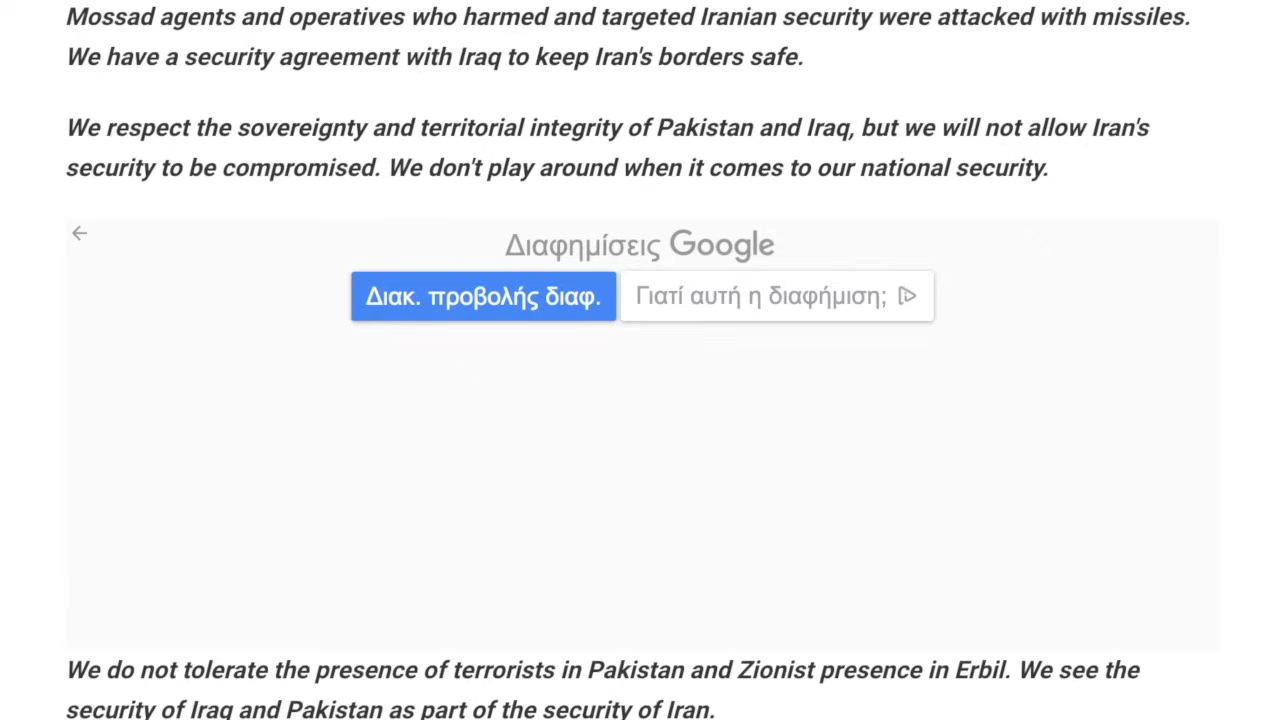 Mossad agents and operatives who harmed and targeted Iranian security were attacked with missiles.
We have a security agreement with Iraq to keep Iran's borders safe.
We respect the sovereignty and territorial integrity of Pakistan and Iraq, but we will not allow Iran's
security to be compromised. We don't play around when it comes to our national security.
Διαφημίσεις Google
Διακ. προβολής διαφ.
Γιατί αυτή η διαφήμιση;
We do not tolerate the presence of terrorists in Pakistan and Zionist presence in Erbil. We see the
security of Iraq and Pakistan as part of the security of Iran.